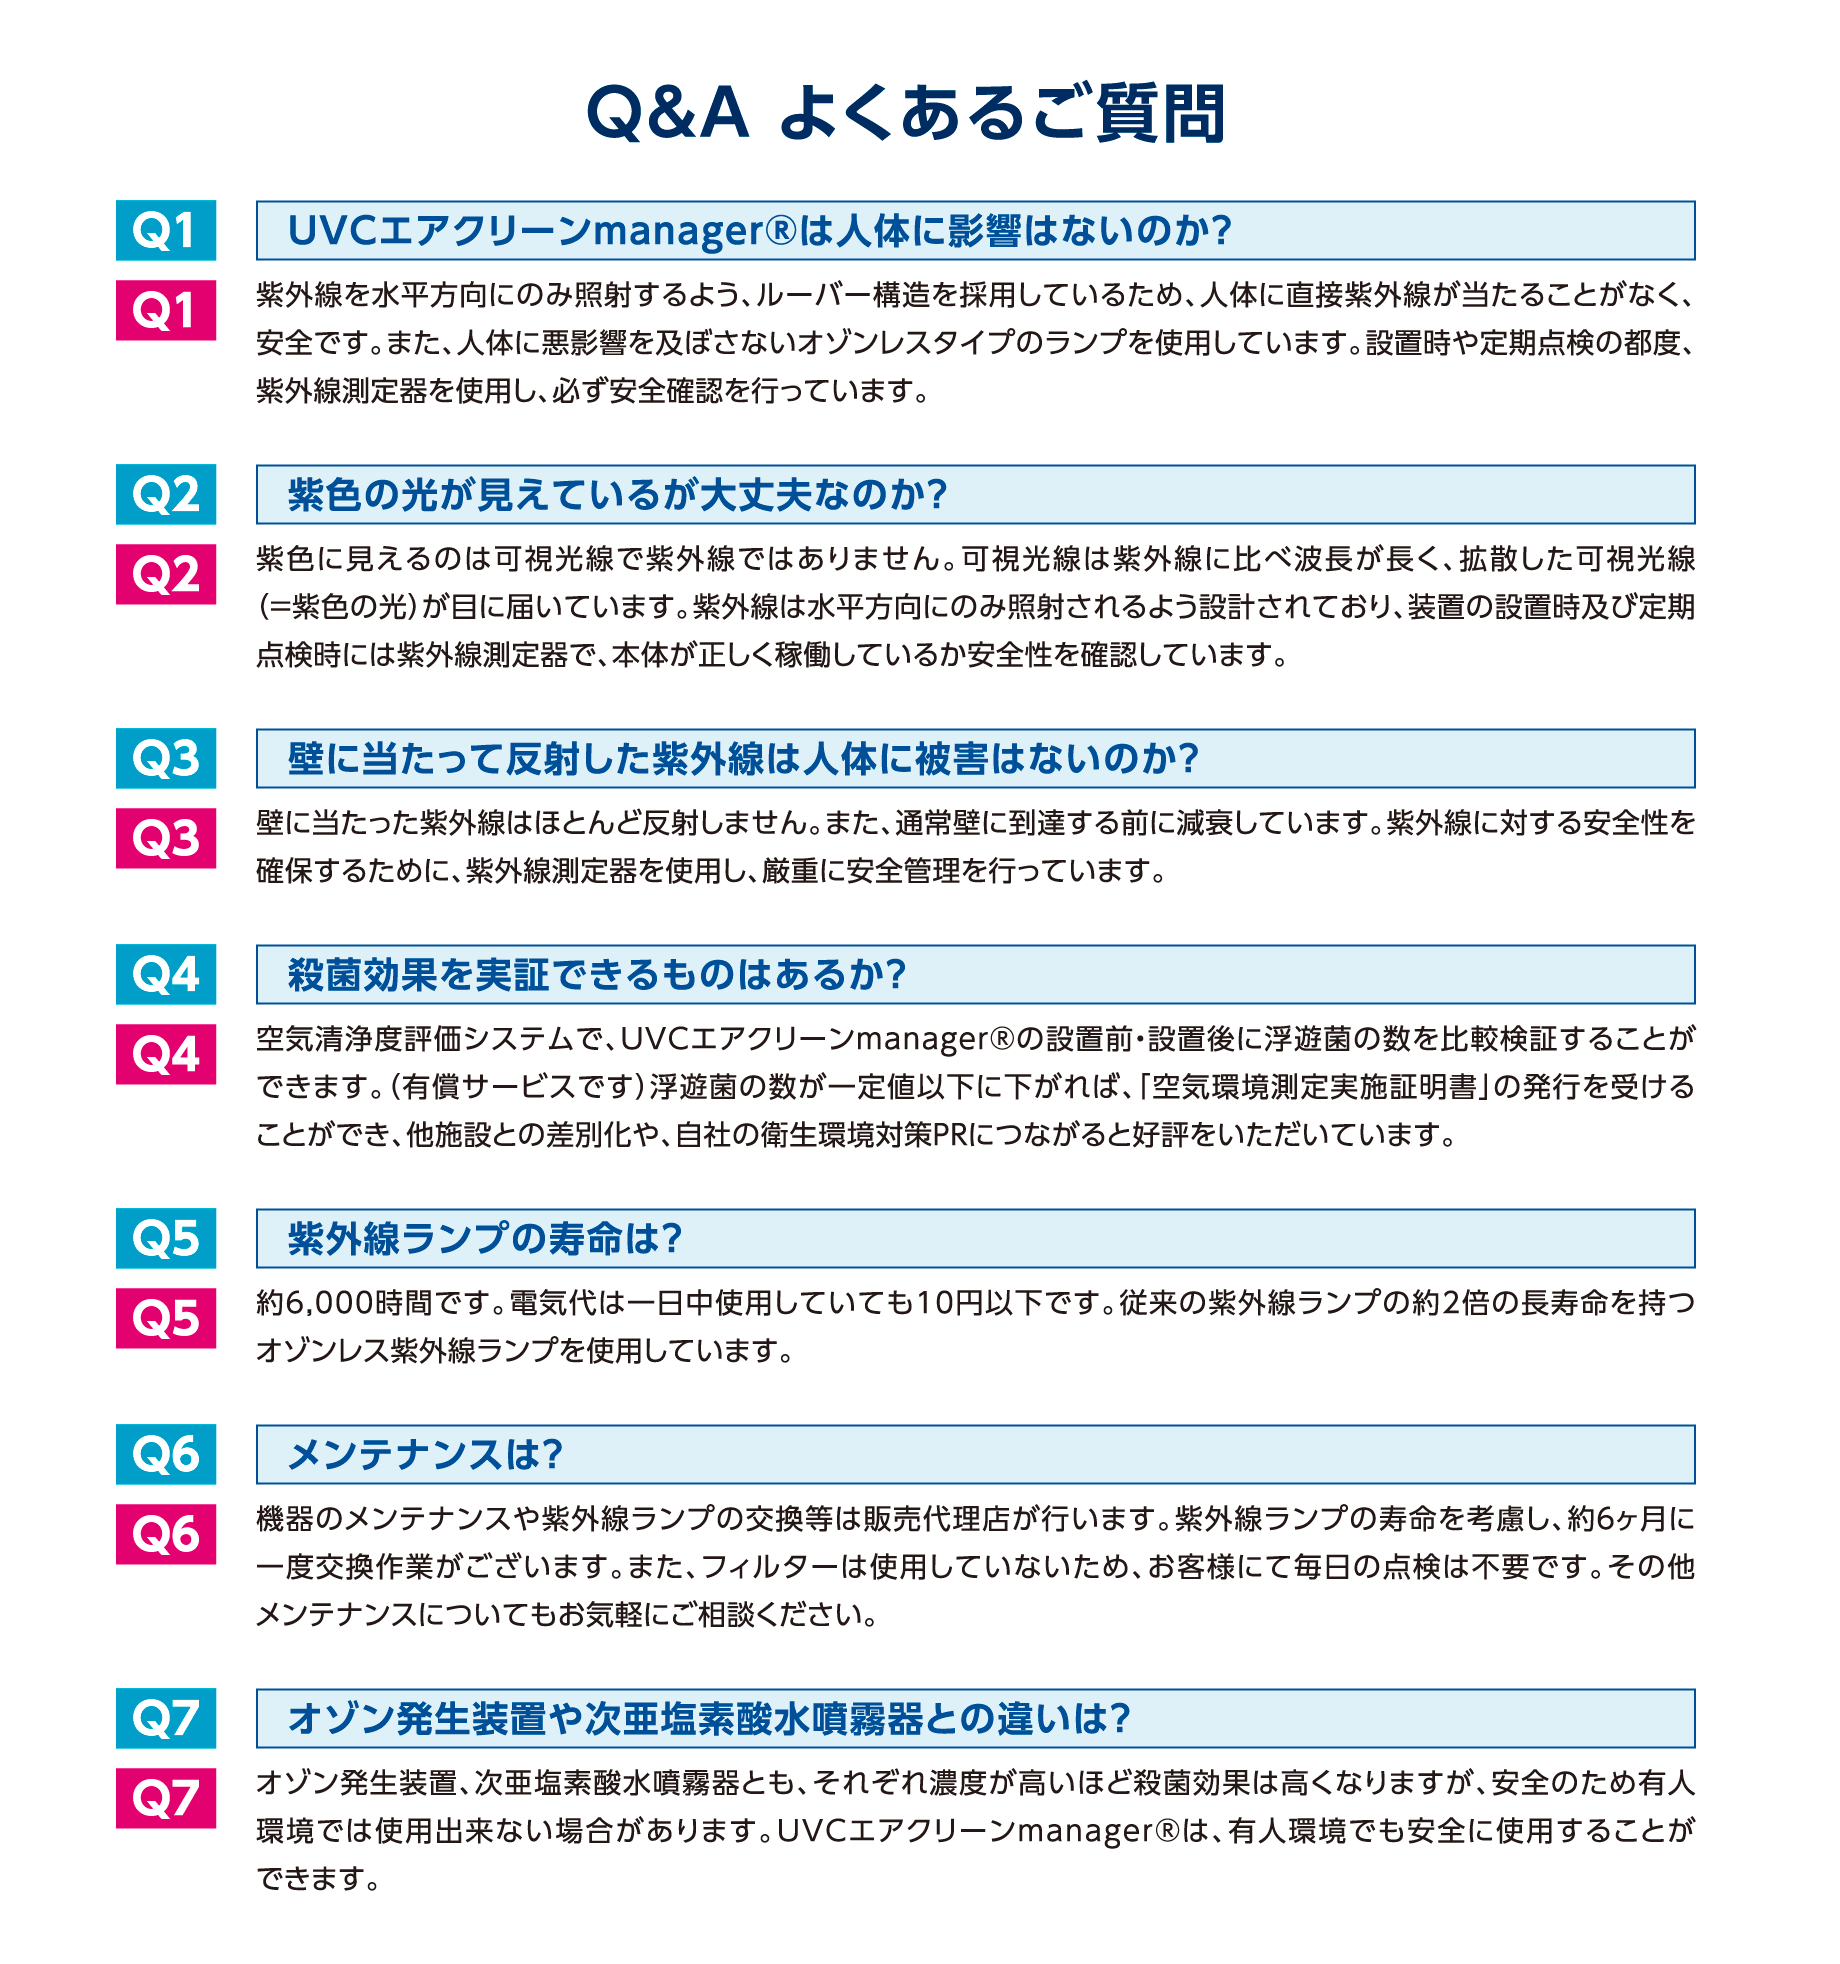 Q&A よくあるご質問
Q1 UVCエアクリーンmanager®は人体に影響はないのか?
Q1 紫外線を水平方向にのみ照射するよう、ルーバー構造を採用しているため、人体に直接紫外線が当たることがなく、
安全です。また、人体に悪影響を及ぼさないオゾンレスタイプのランプを使用しています。設置時や定期点検の都度、
紫外線測定器を使用し、必ず安全確認を行っています。
Q2 紫色の光が見えているが大丈夫なのか?
Q2 紫色に見えるのは可視光線で紫外線ではありません。可視光線は紫外線に比べ波長が長く、拡散した可視光線
(=紫色の光)が目に届いています。紫外線は水平方向にのみ照射されるよう設計されており、装置の設置時及び定期
点検時には紫外線測定器で、本体が正しく稼働しているか安全性を確認しています。
Q3 壁に当たって反射した紫外線は人体に被害はないのか?
Q3 壁に当たった紫外線はほとんど反射しません。また、通常壁に到達する前に減衰しています。紫外線に対する安全性を
確保するために、紫外線測定器を使用し、厳重に安全管理を行っています。
Q4 殺菌効果を実証できるものはあるか?
Q4 空気清浄度評価システムで、UVCエアクリーンmanager®の設置前・設置後に浮遊菌の数を比較検証することが
できます。(有償サービスです)浮遊菌の数が一定値以下に下がれば、「空気環境測定実施証明書」の発行を受ける
ことができ、他施設との差別化や、自社の衛生環境対策PRにつながると好評をいただいています。
Q5 紫外線ランプの寿命は?
Q5 約6,000時間です。電気代は一日中使用していても10円以下です。従来の紫外線ランプの約2倍の長寿命を持つ
オゾンレス紫外線ランプを使用しています。
Q6 メンテナンスは?
Q6 機器のメンテナンスや紫外線ランプの交換等は販売代理店が行います。紫外線ランプの寿命を考慮し、約6ヶ月に
一度交換作業がございます。また、フィルターは使用していないため、お客様にて毎日の点検は不要です。その他
メンテナンスについてもお気軽にご相談ください。
Q7 オゾン発生装置や次亜塩素酸水噴霧器との違いは?
Q7 オゾン発生装置、次亜塩素酸水噴霧器とも、それぞれ濃度が高いほど殺菌効果は高くなりますが、安全のため有人
環境では使用出来ない場合があります。UVCエアクリーンmanager®は、有人環境でも安全に使用することが
できます。